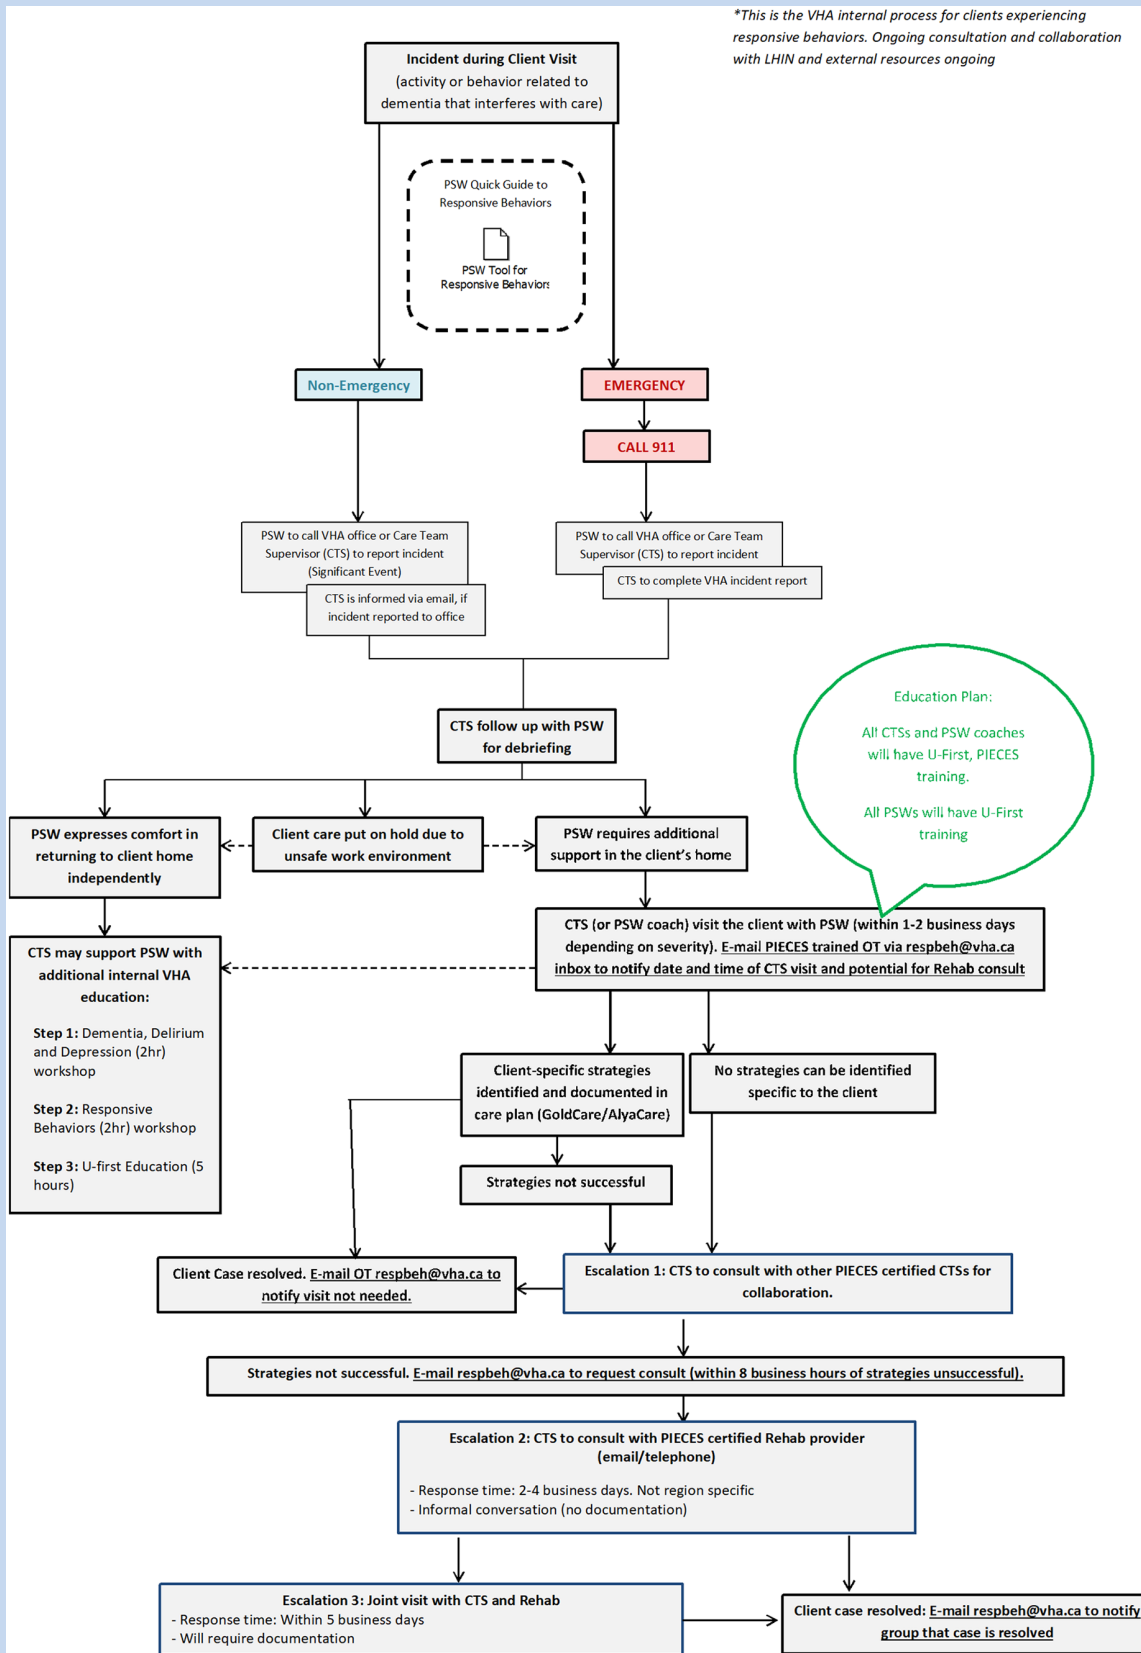 *This is the VHA internal process for clients experiencing
responsive behaviors. Ongoing consultation and collaboration
with LHIN and external resources ongoing
Incident during Client Visit
(activity or behavior related to
dementia that interferes with care)
PSW Quick Guide to
Responsive Behaviors
PSW Tool for
Responsive Behaviors
Non-Emergency
EMERGENCY
CALL 911
PSW to call VHA office or Care Team
Supervisor (CTS) to report incident
(Significant Event)
CTS is informed via email, if
incident reported to office
PSW to call VHA office or Care Team
Supervisor (CTS) to report incident
CTS to complete VHA incident report
CTS follow up with PSW
for debriefing
Education Plan:
All CTSs and PSW coaches
will have U-First, PIECES
training.
All PSWs will have U-First
training
PSW expresses comfort in
returning to client home
independently
Client care put on hold due to
unsafe work environment
PSW requires additional
support in the client's home
CTS may support PSW with
additional internal VHA
education:
Step 1: Dementia, Delirium
and Depression (2hr)
workshop
Step 2: Responsive
Behaviors (2hr) workshop
Step 3: U-first Education (5
hours)
CTS (or PSW coach) visit the client with PSW (within 1-2 business days
depending on severity). E-mail PIECES trained OT via respbeh@vha.ca
inbox to notify date and time of CTS visit and potential for Rehab consult
Client-specific strategies
identified and documented in
care plan (GoldCare/AlyaCare)
No strategies can be identified
specific to the client
Strategies not successful
Client Case resolved. E-mail OT respbeh@vha.ca to
notify visit not needed.
Escalation 1: CTS to consult with other PIECES certified CTSs for
collaboration.
Strategies not successful. E-mail respbeh@vha.ca to request consult (within 8 business hours of strategies unsuccessful).
Escalation 2: CTS to consult with PIECES certified Rehab provider
(email/telephone)
- Response time: 2-4 business days. Not region specific
- Informal conversation (no documentation)
Escalation 3: Joint visit with CTS and Rehab
- Response time: Within 5 business days
- Will require documentation
Client case resolved: E-mail respbeh@vha.ca to notify
group that case is resolved